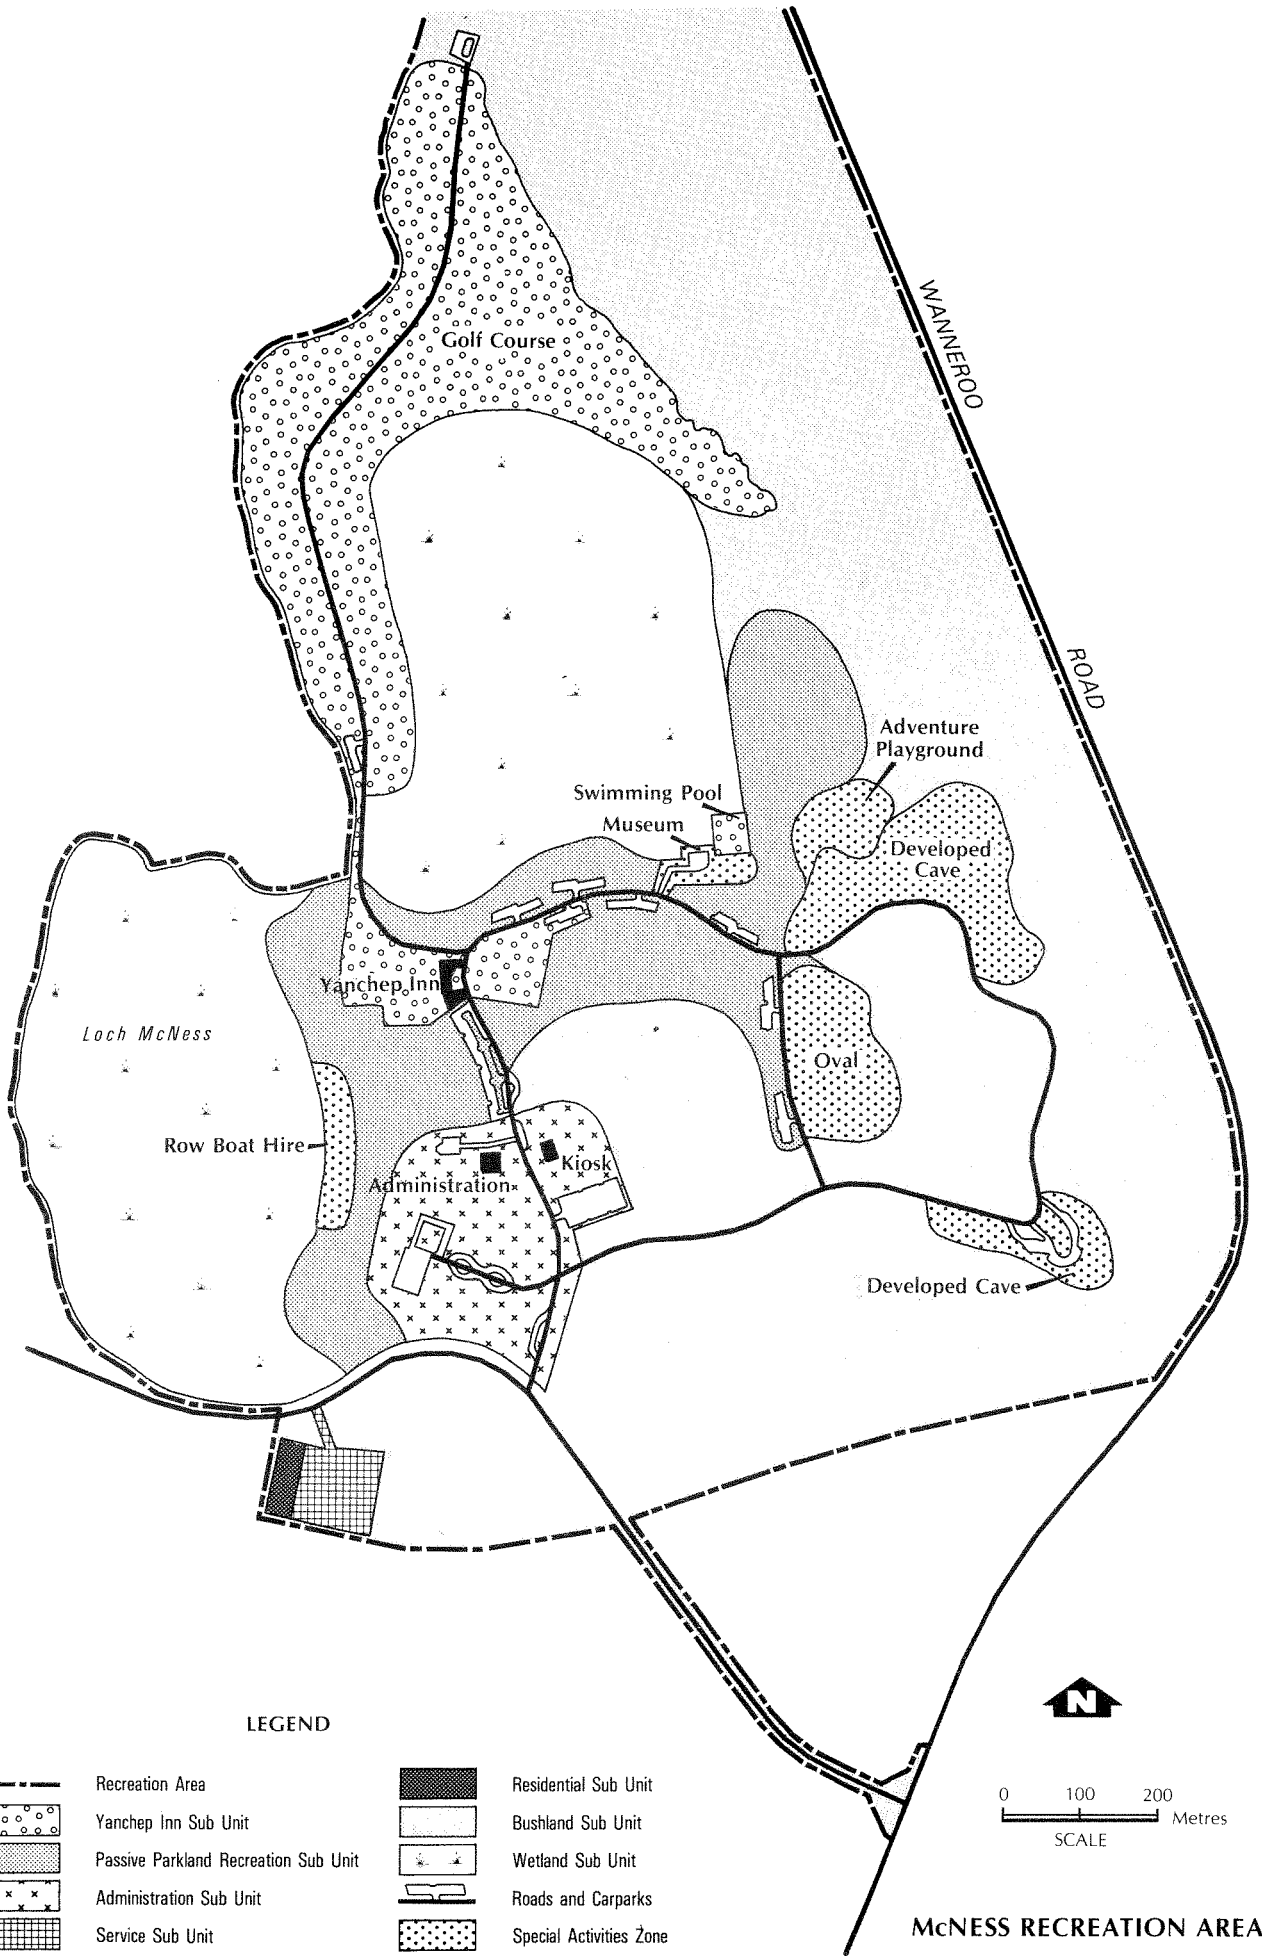 WANNEROO
ROAD
Golf Course
Adventure
Playground
Swimming Pool
Museum
Developed
Cave
Yanchep Inn
Loch McNess
Oval
Row Boat Hire
Kiosk
Administration
Developed Cave
N
LEGEND
Recreation Area
Yanchep Inn Sub Unit
Passive Parkland Recreation Sub Unit
Administration Sub Unit
Service Sub Unit
Residential Sub Unit
Bushland Sub Unit
Wetland Sub Unit
Roads and Carparks
Special Activities Zone
0 100 200
Metres
SCALE
McNESS RECREATION AREA